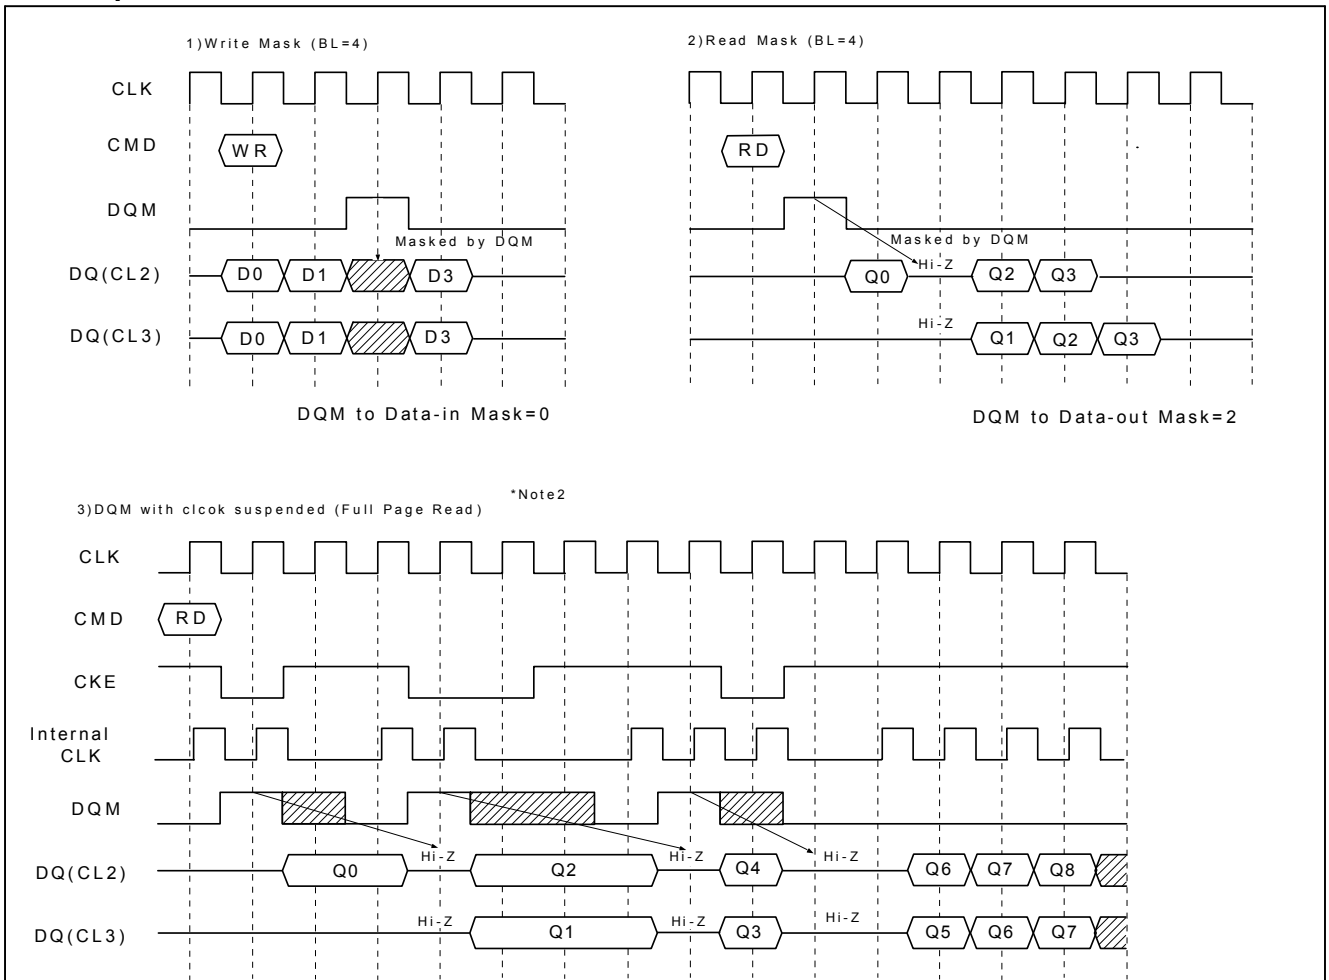 1)Write Mask (BL=4)
2)Read Mask (BL=4)
CLK
CMD
WR
RD
DQM
Masked by DQM
Masked by DQM
DQ(CL2)
D0
D1
D3
Q0
Hi-Z
Q2
Q3
DQ(CL3)
D0
D1
D3
Hi-Z
Q1
Q2
Q3
DQM to Data-in Mask=0
DQM to Data-out Mask=2
*Note2
3)DQM with clcok suspended (Full Page Read)
CLK
CMD
RD
CKE
Internal
CLK
DQM
DQ(CL2)
Q0
Hi-Z
Q2
Hi-Z
Q4
Hi-Z
Q6
Q7
Q8
DQ(CL3)
Hi-Z
Q1
Hi-Z
Q3
Hi-Z
Q5
Q6
Q7